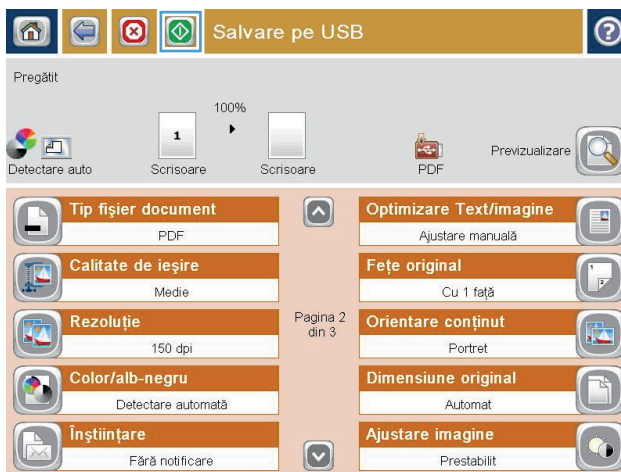 Salvare pe USB
Pregătit
100%
1
Detectare auto
Scrisoare
Scrisoare
PDF
Previzualizare
Tip fişier document
PDF
Calitate de ieşire
Medie
Rezoluţie
150 dpi
Color/alb-negru
Detectare automată
Înştiinţare
Fără notificare
Pagina 2
din 3
Optimizare Text/imagine
Ajustare manuală
Feţe original
1
2
Cu 1 faţă
Orientare conţinut
Portret
Dimensiune original
Automat
Ajustare imagine
Prestabilit